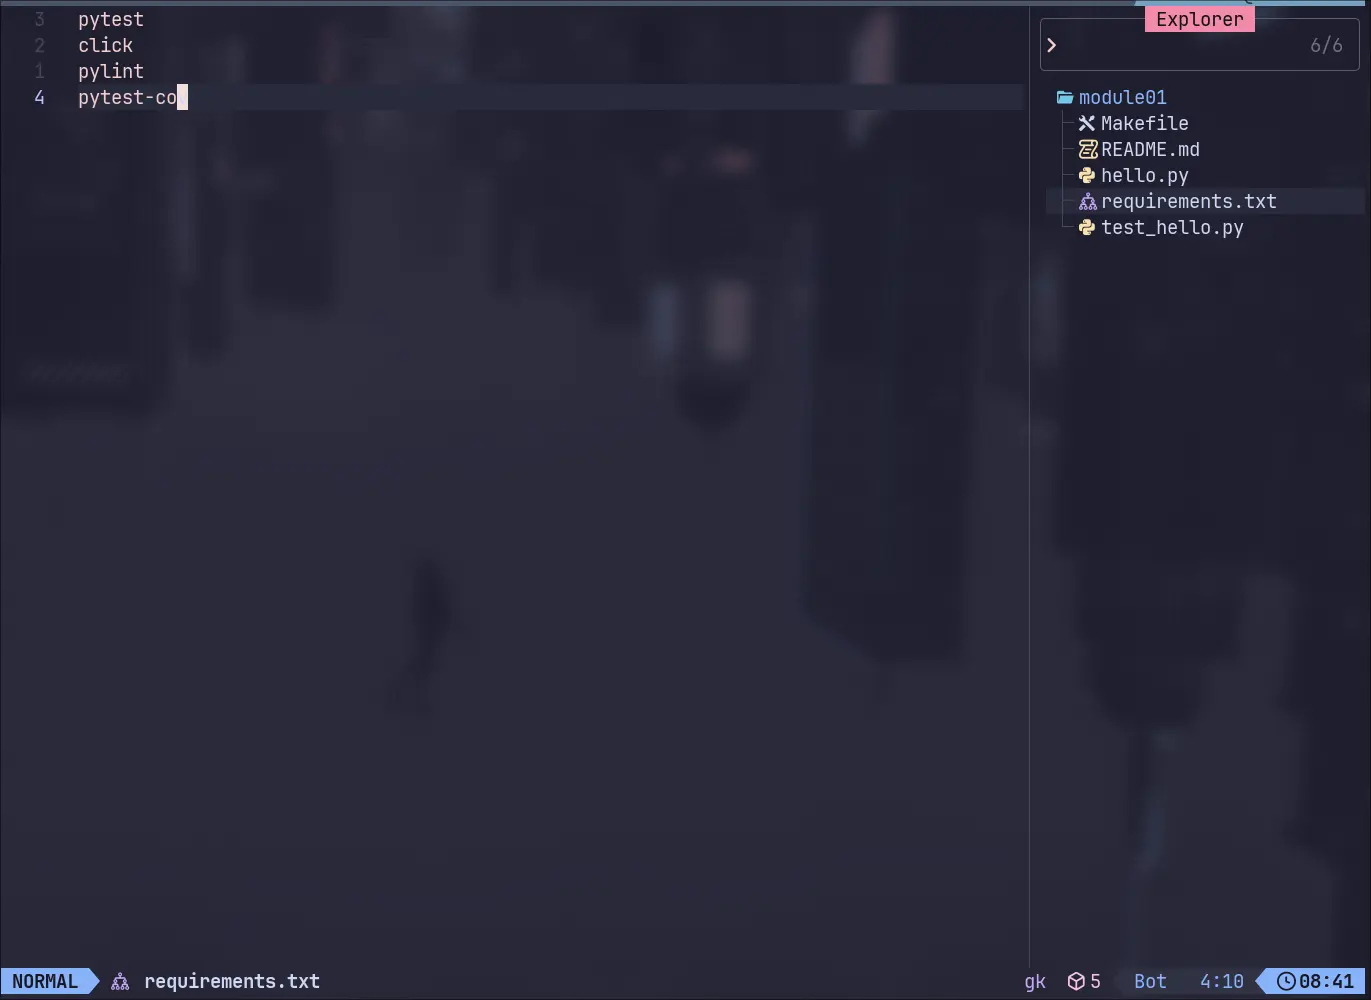 3 pytest
2 click
1 pylint
4 pytest-co
Explorer
6/6
module01
Makefile
README.md
hello.py
requirements.txt
test_hello.py
NORMAL requirements.txt gk 5 Bot 4:10 08:41